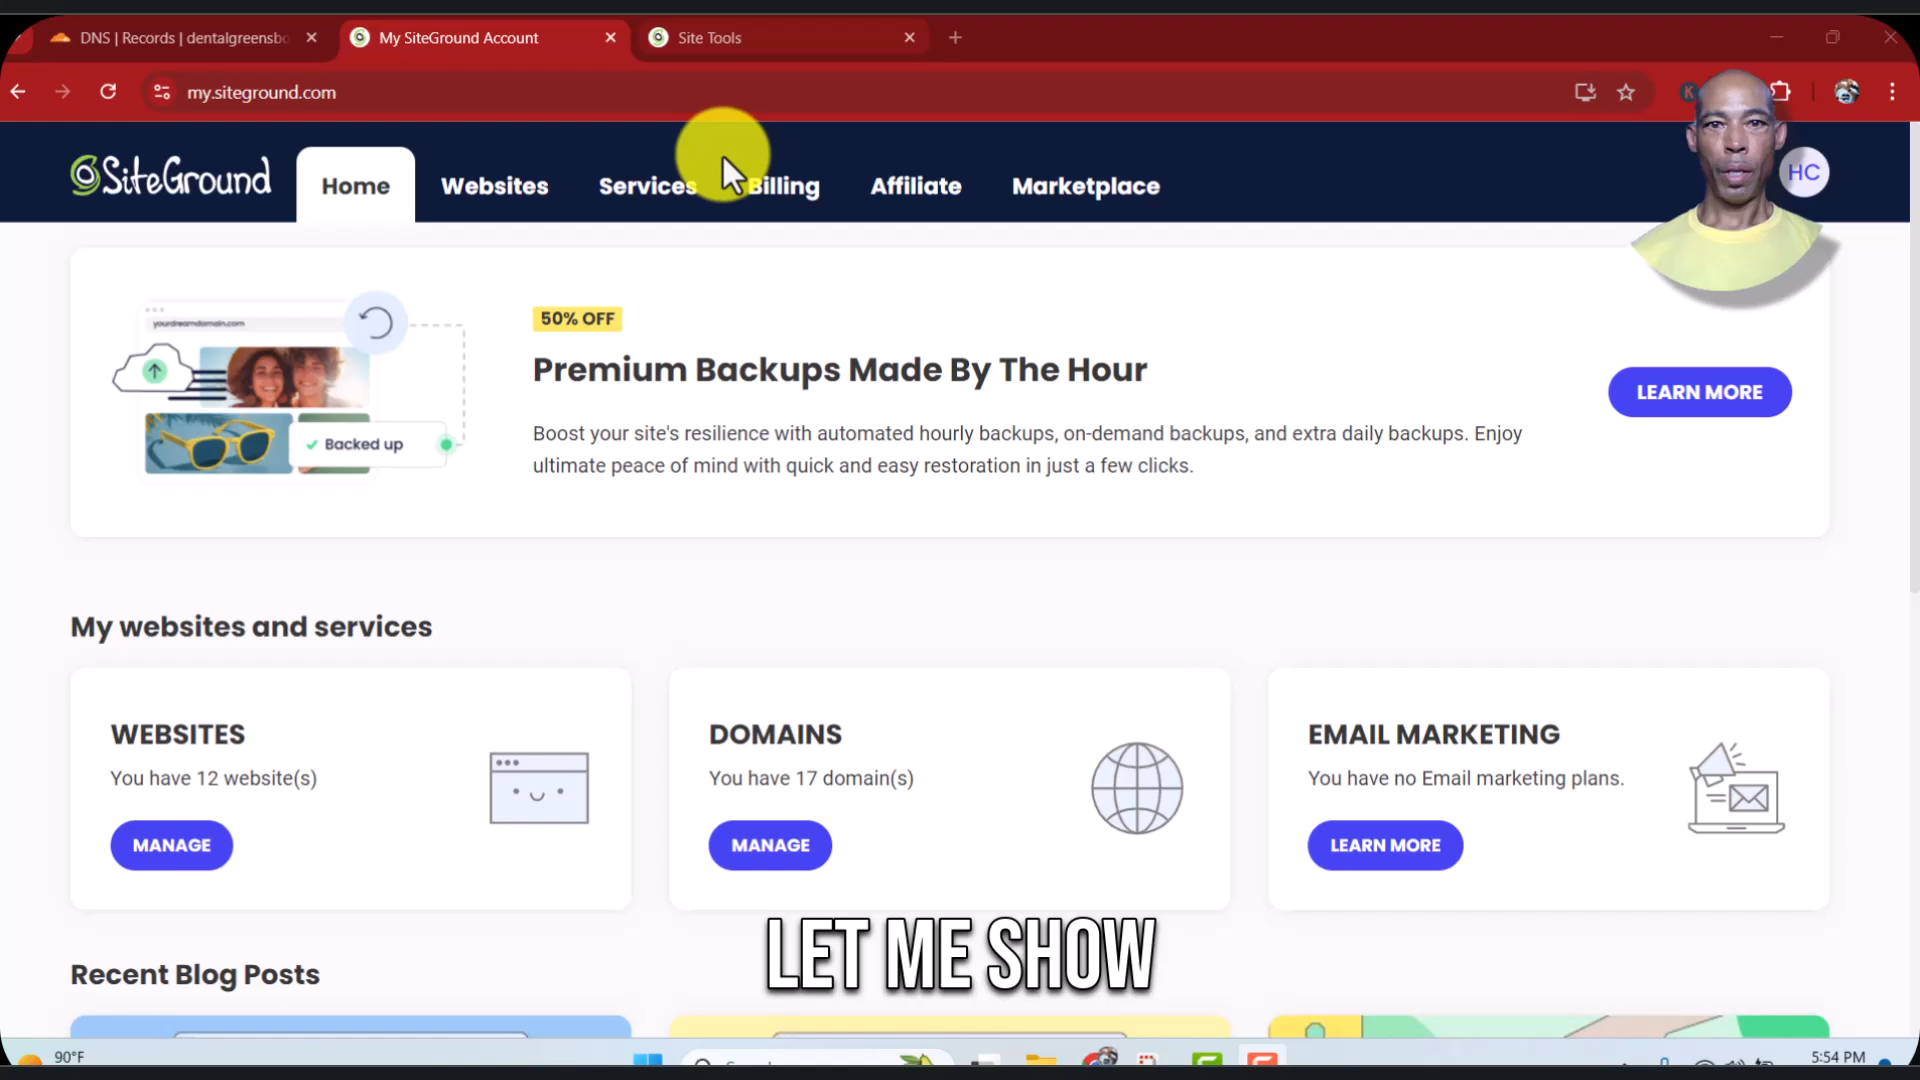 DNS | Records | dentalgreensbo
My SiteGround Account
Site Tools
my.siteground.com
K
SiteGround
Home
Websites
Services
Billing
Affiliate
Marketplace
HC
yourdreamdomain.com
Backed up
50% OFF
Premium Backups Made By The Hour
Boost your site's resilience with automated hourly backups, on-demand backups, and extra daily backups. Enjoy
ultimate peace of mind with quick and easy restoration in just a few clicks.
LEARN MORE
My websites and services
WEBSITES
You have 12 website(s)
MANAGE
DOMAINS
You have 17 domain(s)
MANAGE
EMAIL MARKETING
You have no Email marketing plans.
LEARN MORE
LET ME SHOW
Recent Blog Posts
90°F
5:54 PM